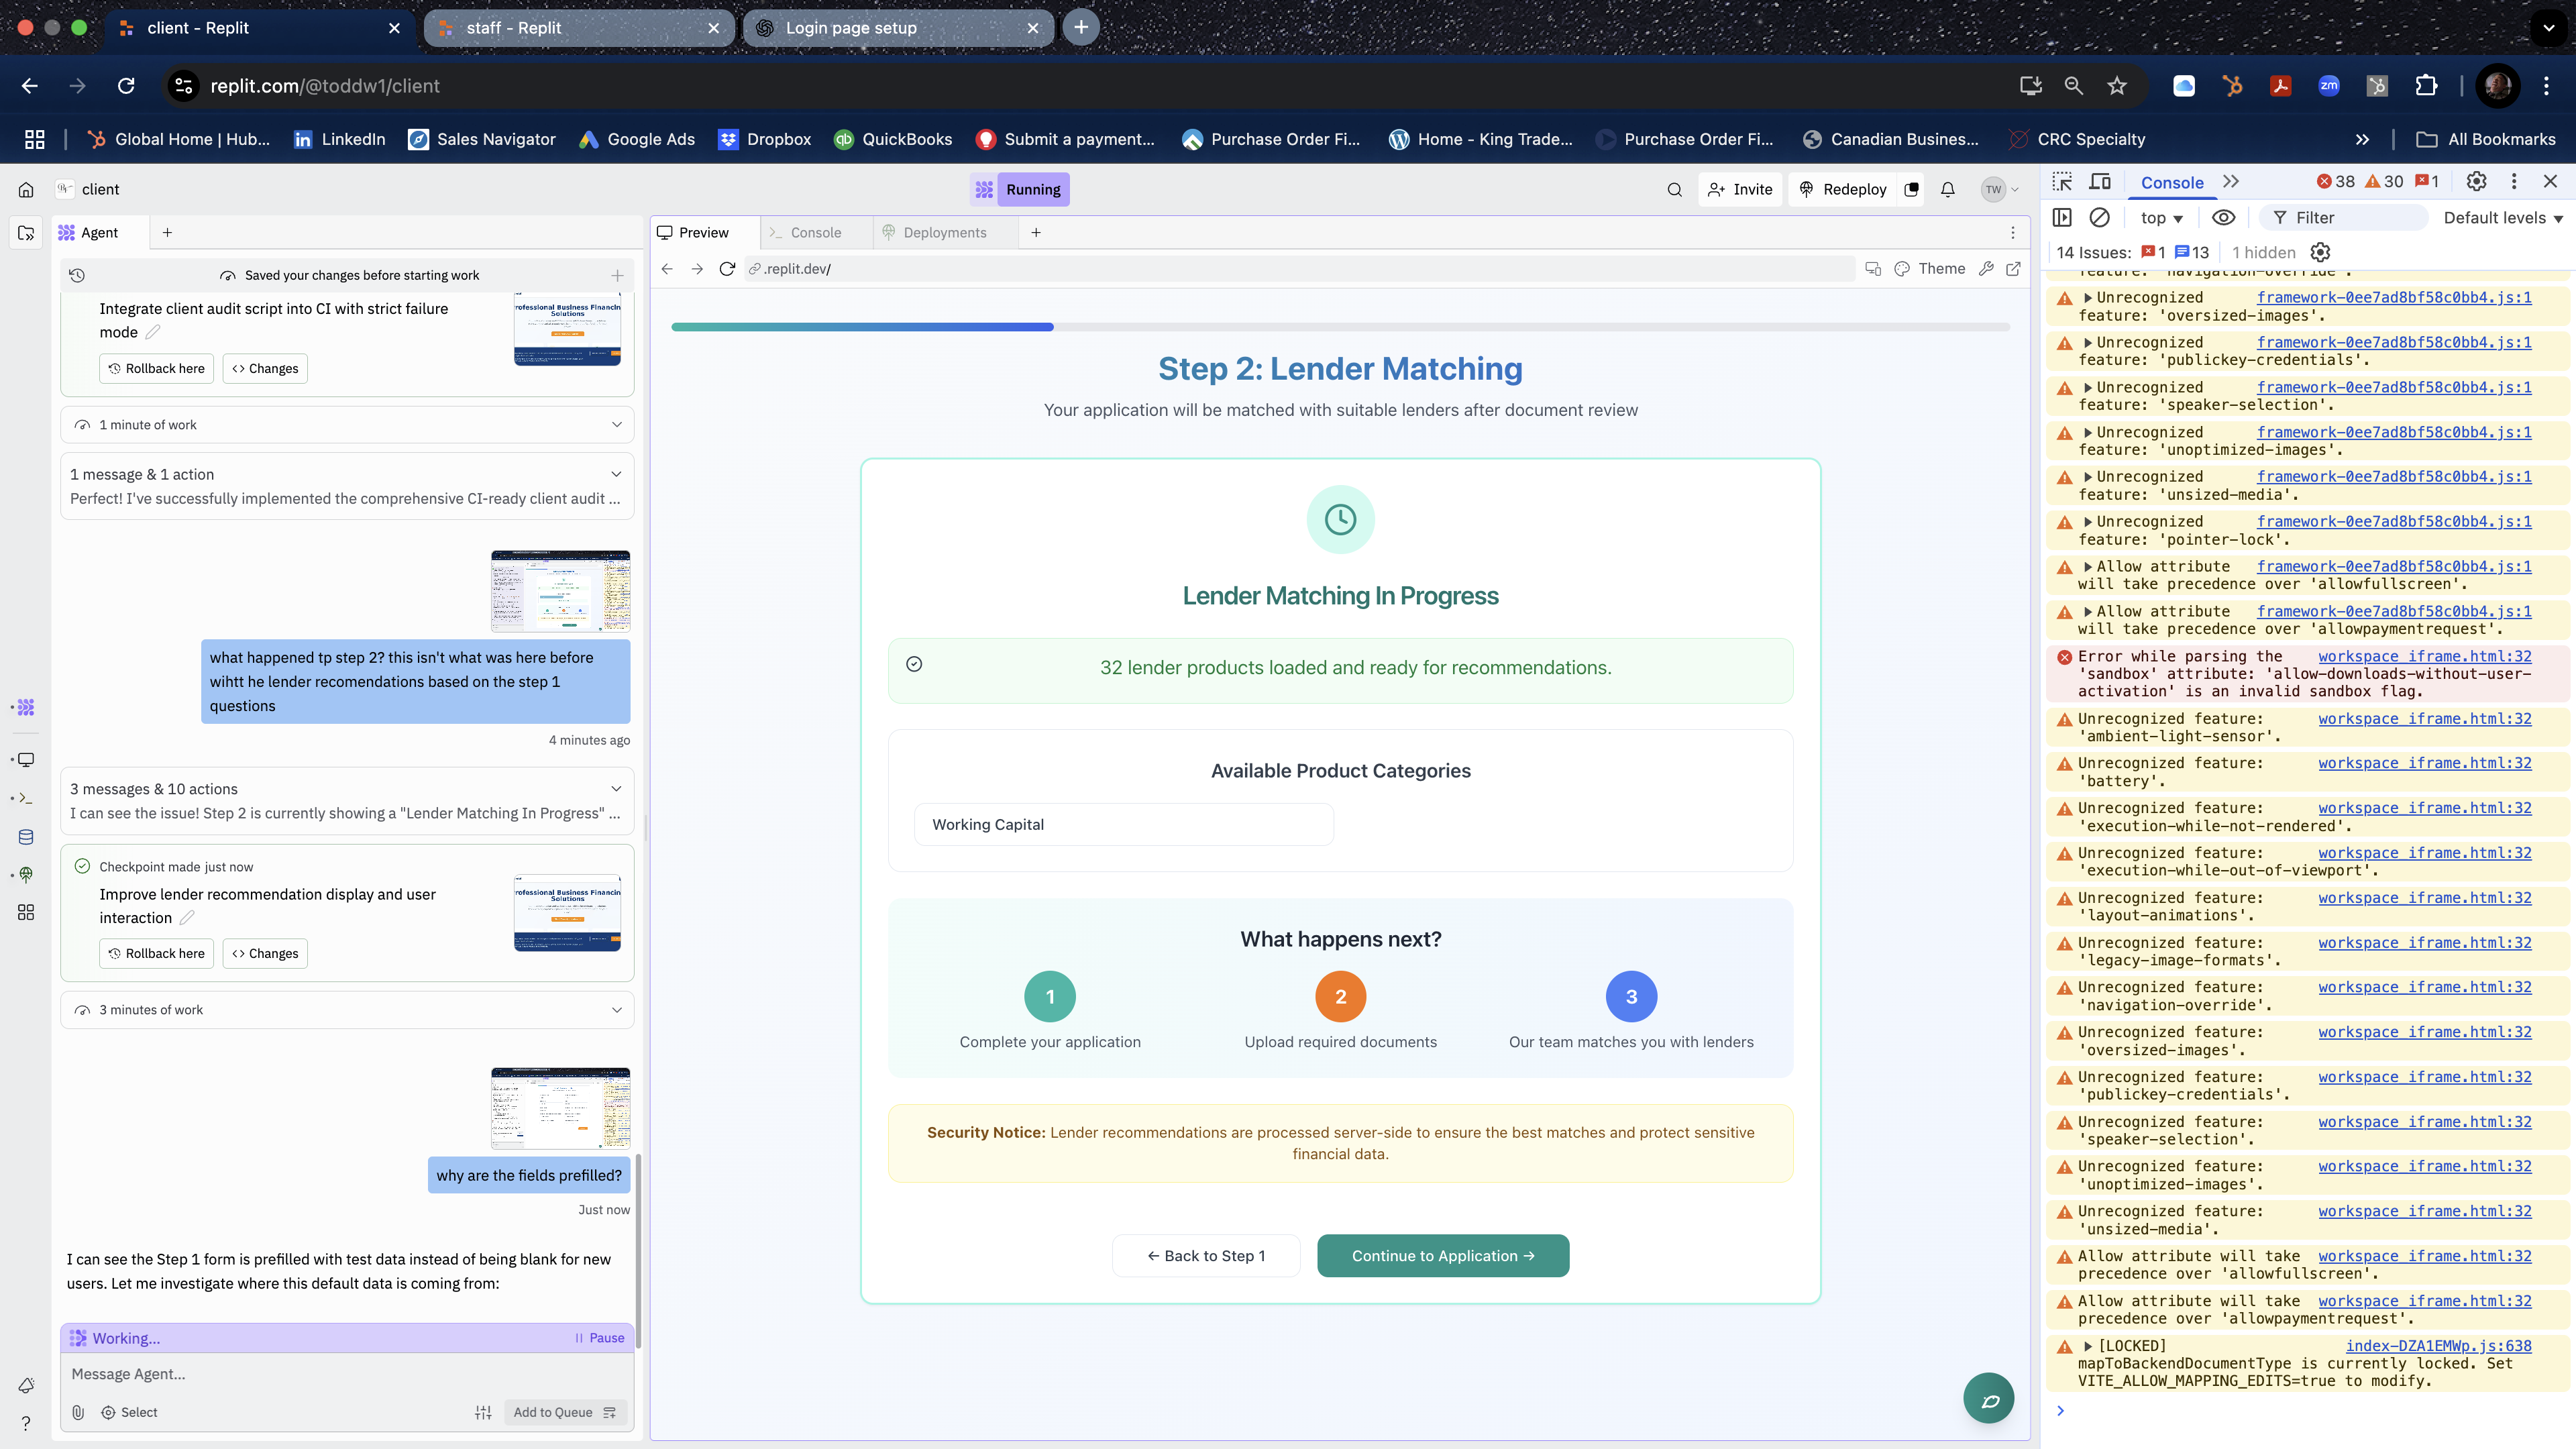 client - Replit
staff - Replit
Login page setup
replit.com/@toddw1/client
zm
Global Home | Hub...
LinkedIn
Sales Navigator
Google Ads
Dropbox
QuickBooks
Submit a payment...
Purchase Order Fi...
Home - King Trade...
Purchase Order Fi...
Canadian Business...
CRC Specialty
All Bookmarks
client
Running
Invite
Redeploy
TW
Agent
Saved your changes before starting work
Integrate client audit script into CI with strict failure
mode
Rollback here
Changes
1 minute of work
1 message & 1 action
Perfect! I've successfully implemented the comprehensive CI-ready client audit ...
what happened tp step 2? this isn't what was here before
wihtt he lender recomendations based on the step 1
questions
4 minutes ago
3 messages & 10 actions
I can see the issue! Step 2 is currently showing a "Lender Matching In Progress" ...
Checkpoint made just now
Improve lender recommendation display and user
interaction
rofessional Business Financin
Solutions
Rollback here
Changes
3 minutes of work
why are the fields prefilled?
Just now
I can see the Step 1 form is prefilled with test data instead of being blank for new
users. Let me investigate where this default data is coming from:
Working...
Pause
Message Agent...
Select
Add to Queue
Preview
Console
Deployments
.replit.dev/
Theme
Step 2: Lender Matching
Your application will be matched with suitable lenders after document review
Lender Matching In Progress
32 lender products loaded and ready for recommendations.
Available Product Categories
Working Capital
What happens next?
1
2
3
Complete your application
Upload required documents
Our team matches you with lenders
Security Notice: Lender recommendations are processed server-side to ensure the best matches and protect sensitive
financial data.
← Back to Step 1
Continue to Application →
Console
38
30
1
top
Filter
Default levels
14 Issues:
1
13
1 hidden
feature: 'navigation-override'.
Unrecognized framework-0ee7ad8bf58c0bb4.js:1
feature: 'oversized-images'.
Unrecognized framework-0ee7ad8bf58c0bb4.js:1
feature: 'publickey-credentials'.
Unrecognized framework-0ee7ad8bf58c0bb4.js:1
feature: 'speaker-selection'.
Unrecognized framework-0ee7ad8bf58c0bb4.js:1
feature: 'unoptimized-images'.
Unrecognized framework-0ee7ad8bf58c0bb4.js:1
feature: 'unsized-media'.
Unrecognized framework-0ee7ad8bf58c0bb4.js:1
feature: 'pointer-lock'.
Allow attribute framework-0ee7ad8bf58c0bb4.js:1
will take precedence over 'allowfullscreen'.
Allow attribute framework-0ee7ad8bf58c0bb4.js:1
will take precedence over 'allowpaymentrequest'.
Error while parsing the workspace_iframe.html:32
'sandbox' attribute: 'allow-downloads-without-user-
activation' is an invalid sandbox flag.
Unrecognized feature: workspace_iframe.html:32
'ambient-light-sensor'.
Unrecognized feature: workspace_iframe.html:32
'battery'.
Unrecognized feature: workspace_iframe.html:32
'execution-while-not-rendered'.
Unrecognized feature: workspace_iframe.html:32
'execution-while-out-of-viewport'.
Unrecognized feature: workspace_iframe.html:32
'layout-animations'.
Unrecognized feature: workspace_iframe.html:32
'legacy-image-formats'.
Unrecognized feature: workspace_iframe.html:32
'navigation-override'.
Unrecognized feature: workspace_iframe.html:32
'oversized-images'.
Unrecognized feature: workspace_iframe.html:32
'publickey-credentials'.
Unrecognized feature: workspace_iframe.html:32
'speaker-selection'.
Unrecognized feature: workspace_iframe.html:32
'unoptimized-images'.
Unrecognized feature: workspace_iframe.html:32
'unsized-media'.
Allow attribute will take workspace_iframe.html:32
precedence over 'allowfullscreen'.
Allow attribute will take workspace_iframe.html:32
precedence over 'allowpaymentrequest'.
[LOCKED] index-DZA1EMWp.js:638
mapToBackendDocumentType is currently locked. Set
VITE_ALLOW_MAPPING_EDITS=true to modify.